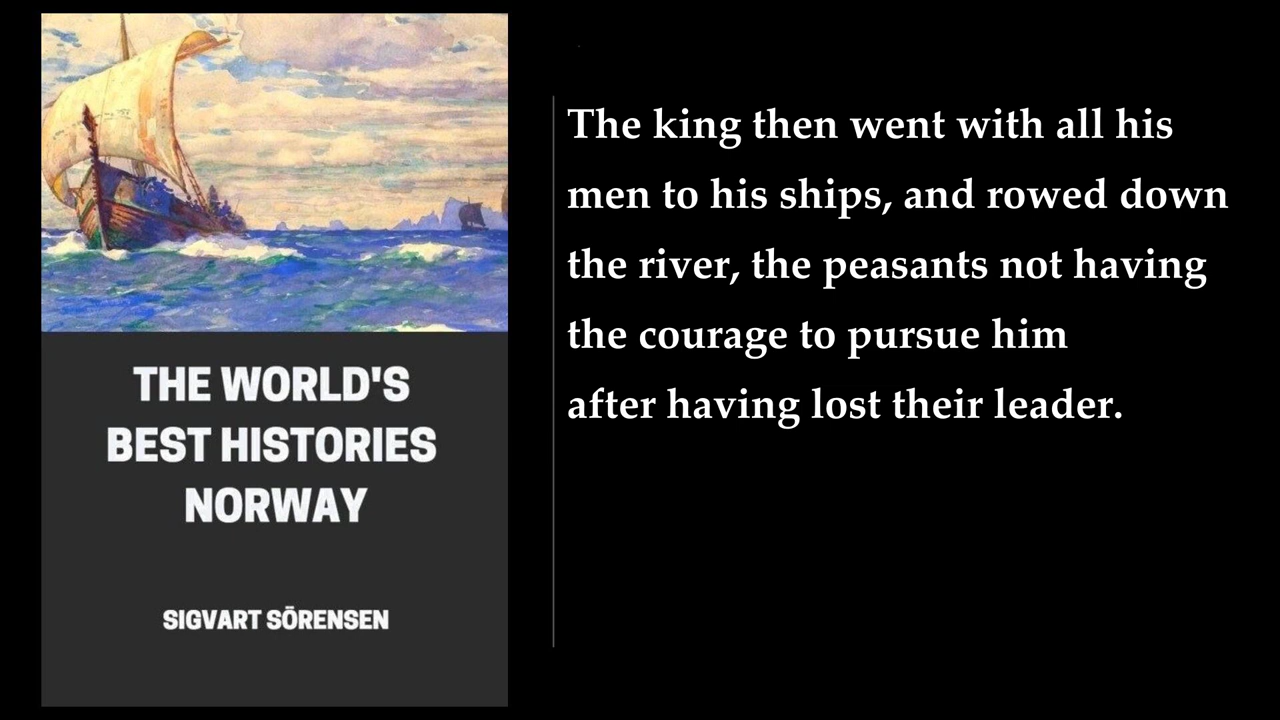 THE WORLD'S
BEST HISTORIES
NORWAY
SIGVART SÖRENSEN
The king then went with all his
men to his ships, and rowed down
the river, the peasants not having
the courage to pursue him
after having lost their leader.